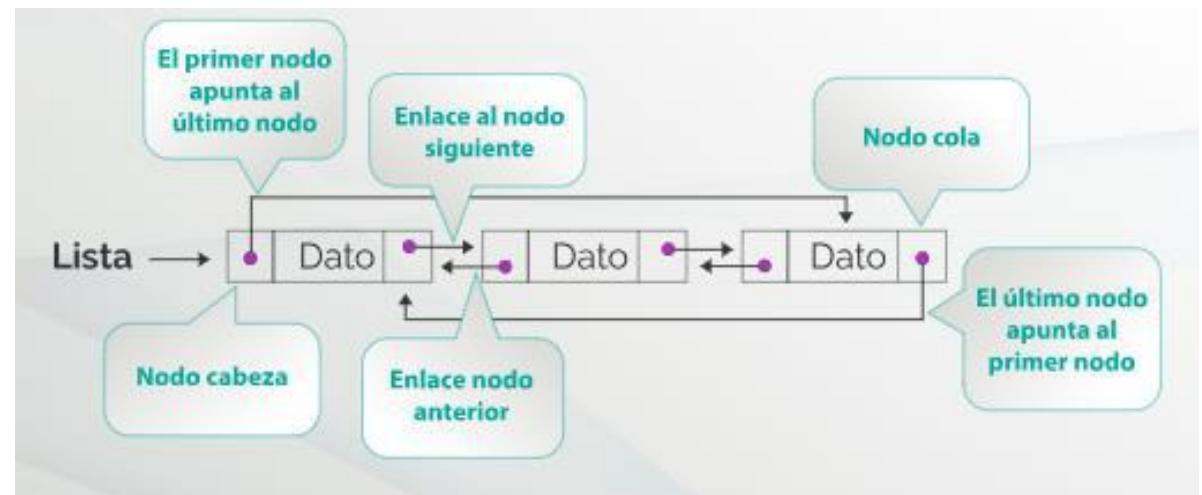 El primer nodo
apunta al
último nodo
Enlace al nodo
siguiente
Nodo cola
Lista
Dato
Dato
Dato
Nodo cabeza
Enlace nodo
anterior
El último nodo
apunta al
primer nodo